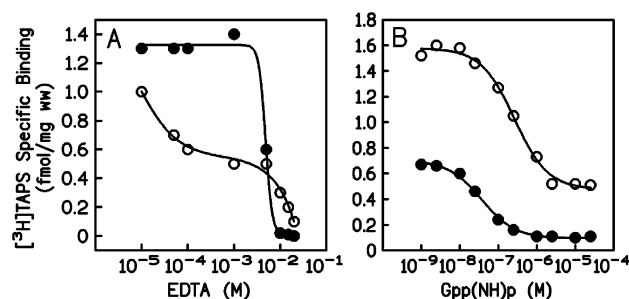 [³H]TAPS Specific Binding
(fmol/mg ww)
A
1.4
1.2
1.0
0.8
0.6
0.4
0.2
0
10⁻⁵ 10⁻⁴ 10⁻³ 10⁻² 10⁻¹
EDTA (M)
B
1.8
1.6
1.4
1.2
1.0
0.8
0.6
0.4
0.2
0
10⁻⁹ 10⁻⁸ 10⁻⁷ 10⁻⁶ 10⁻⁵ 10⁻⁴
Gpp(NH)p (M)